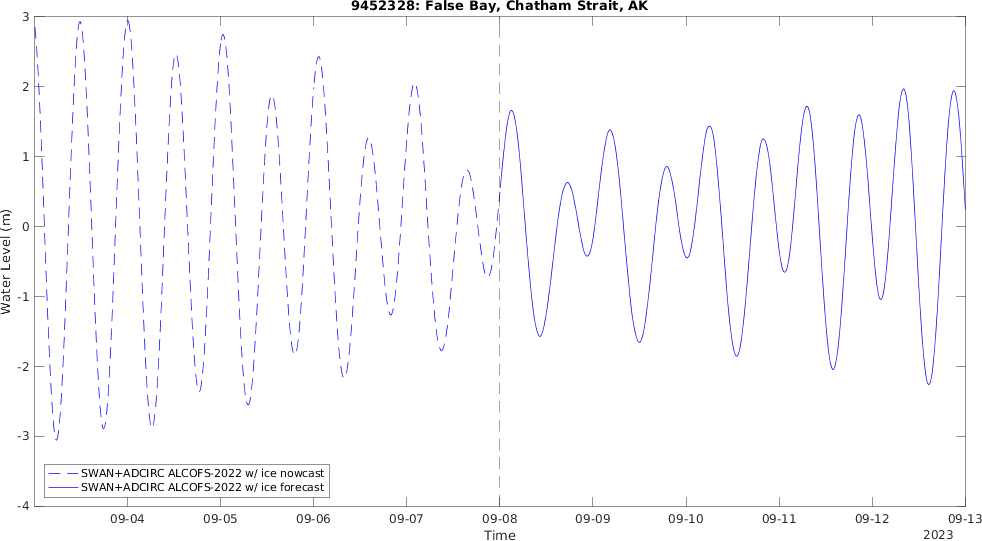 9452328: False Bay, Chatham Strait, AK
3
2
1
0
-1
-2
-3
-4
Water Level (m)
SWAN+ADCIRC ALCOFS-2022 w/ ice nowcast
SWAN+ADCIRC ALCOFS-2022 w/ ice forecast
09-04 09-05 09-06 09-07 09-08 09-09 09-10 09-11 09-12 09-13
Time
2023